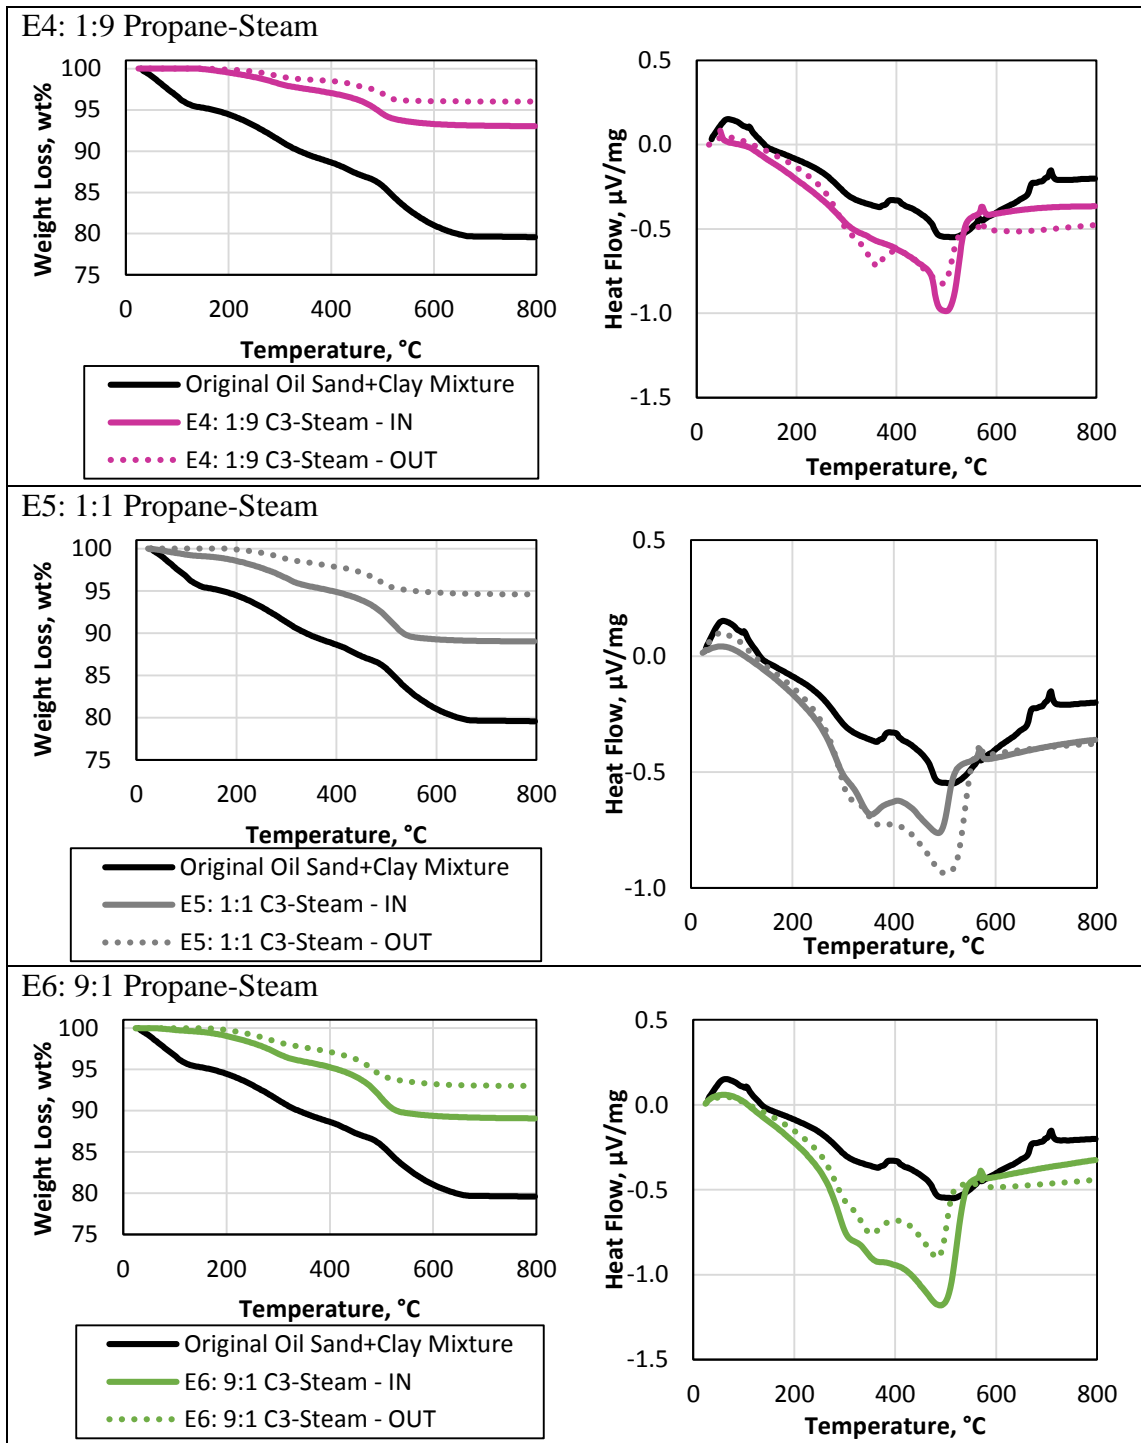 E4: 1:9 Propane-Steam
Weight Loss, wt%
100
95
90
85
80
75
0 200 400 600 800
Temperature, °C
Original Oil Sand+Clay Mixture
E4: 1:9 C3-Steam - IN
E4: 1:9 C3-Steam - OUT
Heat Flow, µV/mg
0.5
0.0
-0.5
-1.0
-1.5
0 200 400 600 800
Temperature, °C
E5: 1:1 Propane-Steam
Weight Loss, wt%
100
95
90
85
80
75
0 200 400 600 800
Temperature, °C
Original Oil Sand+Clay Mixture
E5: 1:1 C3-Steam - IN
E5: 1:1 C3-Steam - OUT
Heat Flow, µV/mg
0.5
0.0
-0.5
-1.0
0 200 400 600 800
Temperature, °C
E6: 9:1 Propane-Steam
Weight Loss, wt%
100
95
90
85
80
75
0 200 400 600 800
Temperature, °C
Original Oil Sand+Clay Mixture
E6: 9:1 C3-Steam - IN
E6: 9:1 C3-Steam - OUT
Heat Flow, µV/mg
0.5
0.0
-0.5
-1.0
-1.5
0 200 400 600 800
Temperature, °C